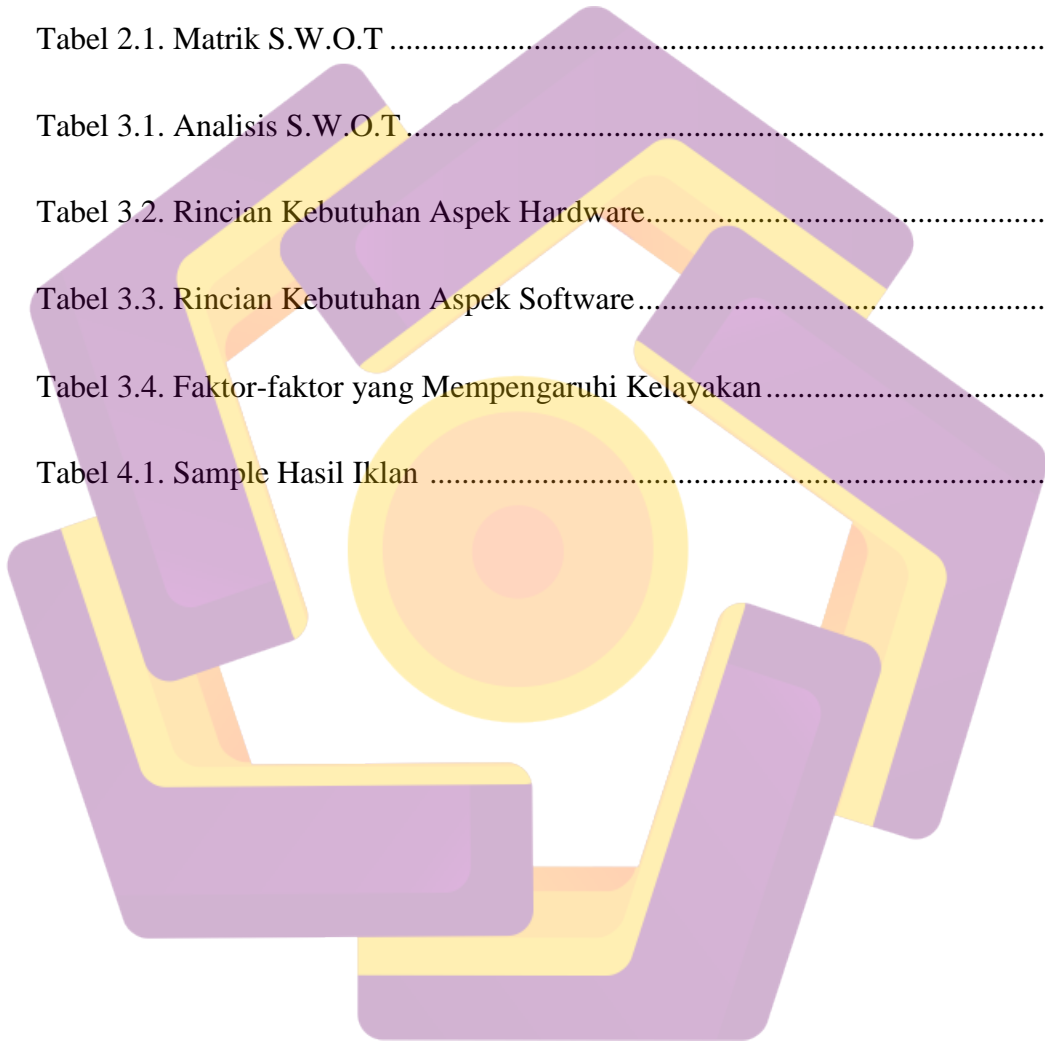 Tabel 2.1. Matrik S.W.O.T ........................................................................................
Tabel 3.1. Analisis S.W.O.T......................................................................................
Tabel 3.2. Rincian Kebutuhan Aspek Hardware.....................................................
Tabel 3.3. Rincian Kebutuhan Aspek Software......................................................
Tabel 3.4. Faktor-faktor yang Mempengaruhi Kelayakan.....................................
Tabel 4.1. Sample Hasil Iklan ..................................................................................